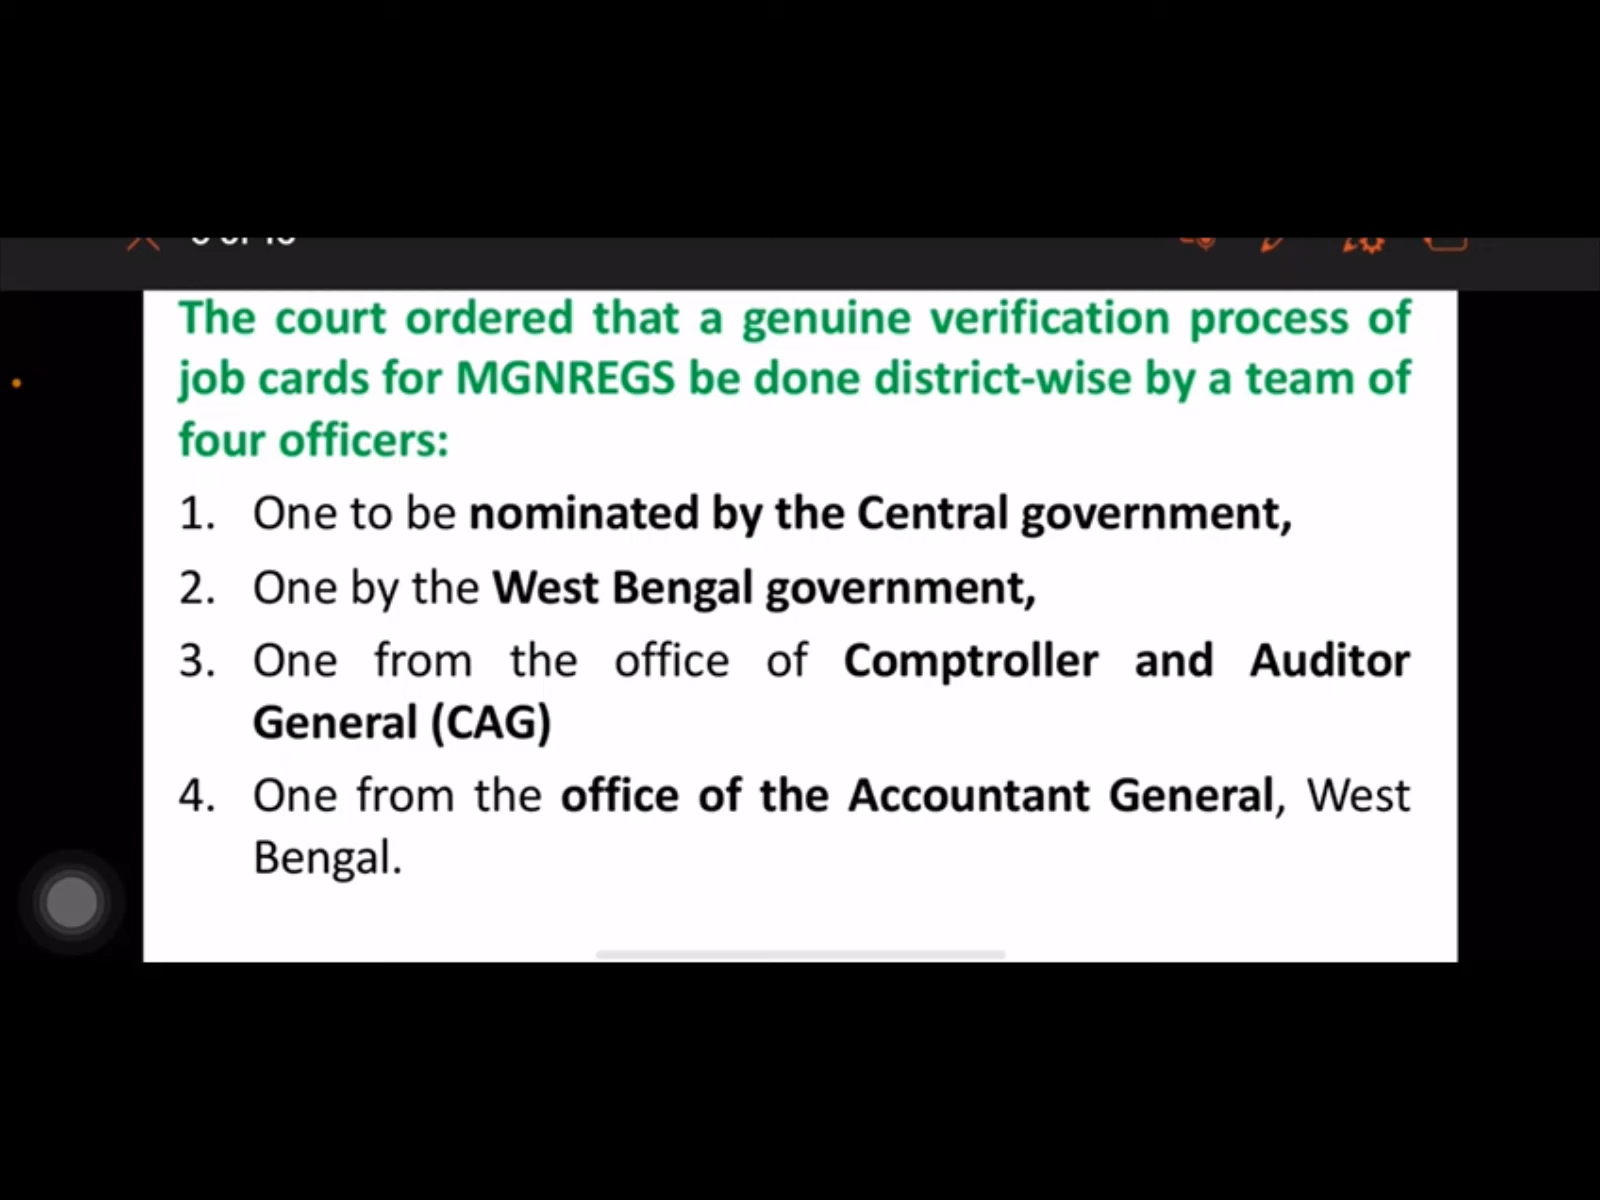 The court ordered that a genuine verification process of
job cards for MGNREGS be done district-wise by a team of
four officers:
1. One to be nominated by the Central government,
2. One by the West Bengal government,
3. One from the office of Comptroller and Auditor
General (CAG)
4. One from the office of the Accountant General, West
Bengal.